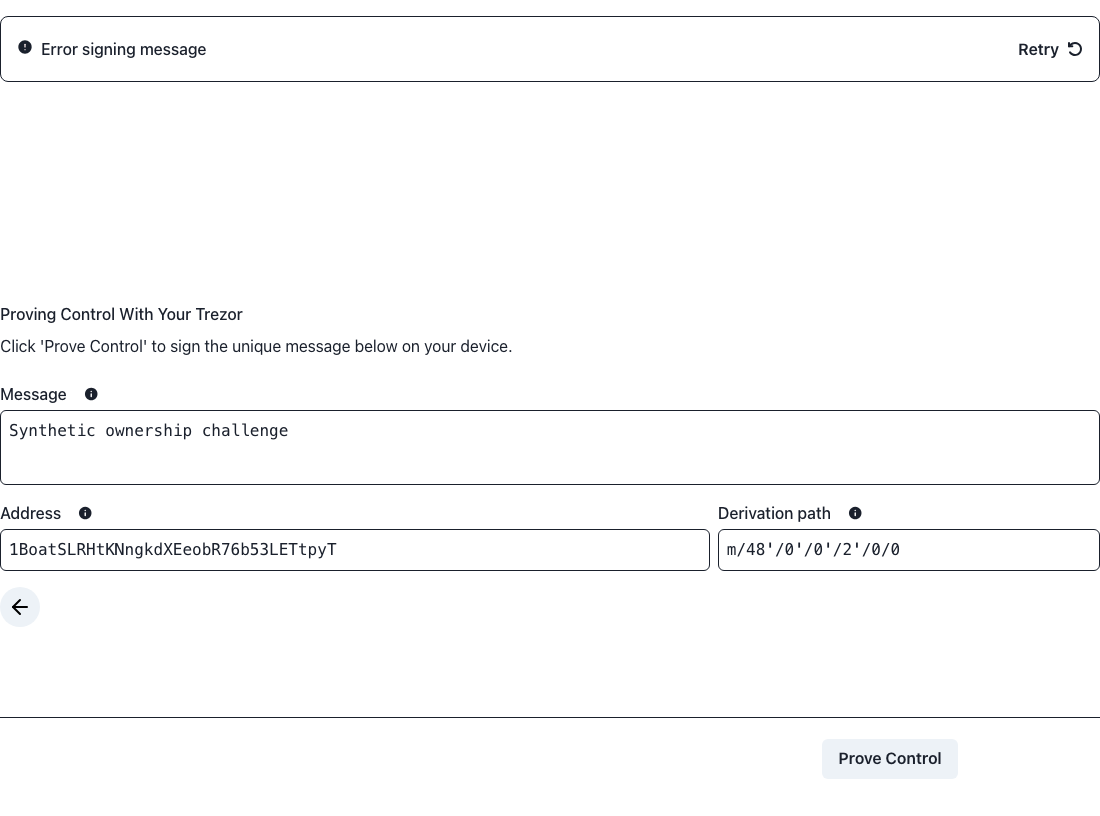 Error signing message
Retry
Proving Control With Your Trezor
Click 'Prove Control' to sign the unique message below on your device.
Message
Synthetic ownership challenge
Address
Derivation path
1BoatSLRHtKNngkdXEeobR76b53LETtpyT
m/48'/0'/0'/2'/0/0
Prove Control